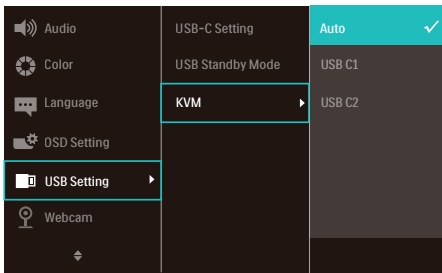 Audio
Color
Language
OSD Setting
USB Setting
Webcam
USB-C Setting
USB Standby Mode
KVM
Auto
USB C1
USB C2